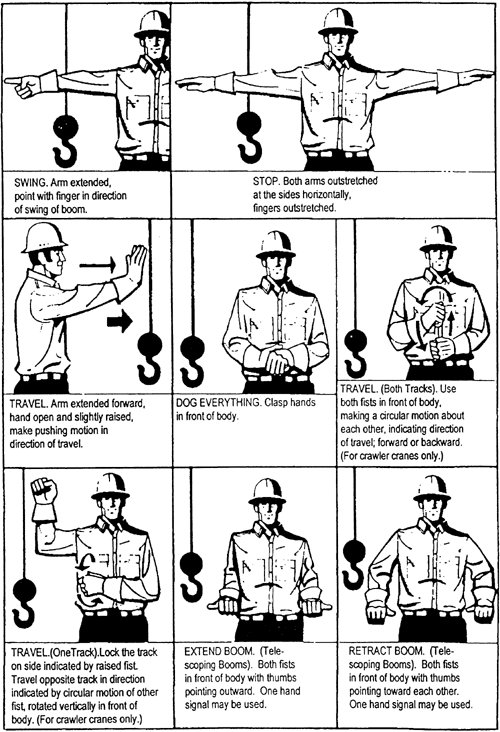 SWING. Arm extended,
point with finger in direction
of swing of boom.
STOP. Both arms outstretched
at the sides horizontally,
fingers outstretched.
TRAVEL. Arm extended forward,
hand open and slightly raised,
make pushing motion in
direction of travel.
DOG EVERYTHING. Clasp hands
in front of body.
TRAVEL. (Both Tracks). Use
both fists in front of body,
making a circular motion about
each other, indicating direction
of travel; forward or backward.
(For crawler cranes only.)
TRAVEL.(OneTrack).Lock the track
on side indicated by raised fist.
Travel opposite track in direction
indicated by circular motion of other
fist, rotated vertically in front of
body. (For crawler cranes only.)
EXTEND BOOM. (Tele-
scoping Booms). Both fists
in front of body with thumbs
pointing outward. One hand
signal may be used.
RETRACT BOOM. (Tele-
scoping Booms). Both fists
in front of body with thumbs
pointing toward each other.
One hand signal may be used.